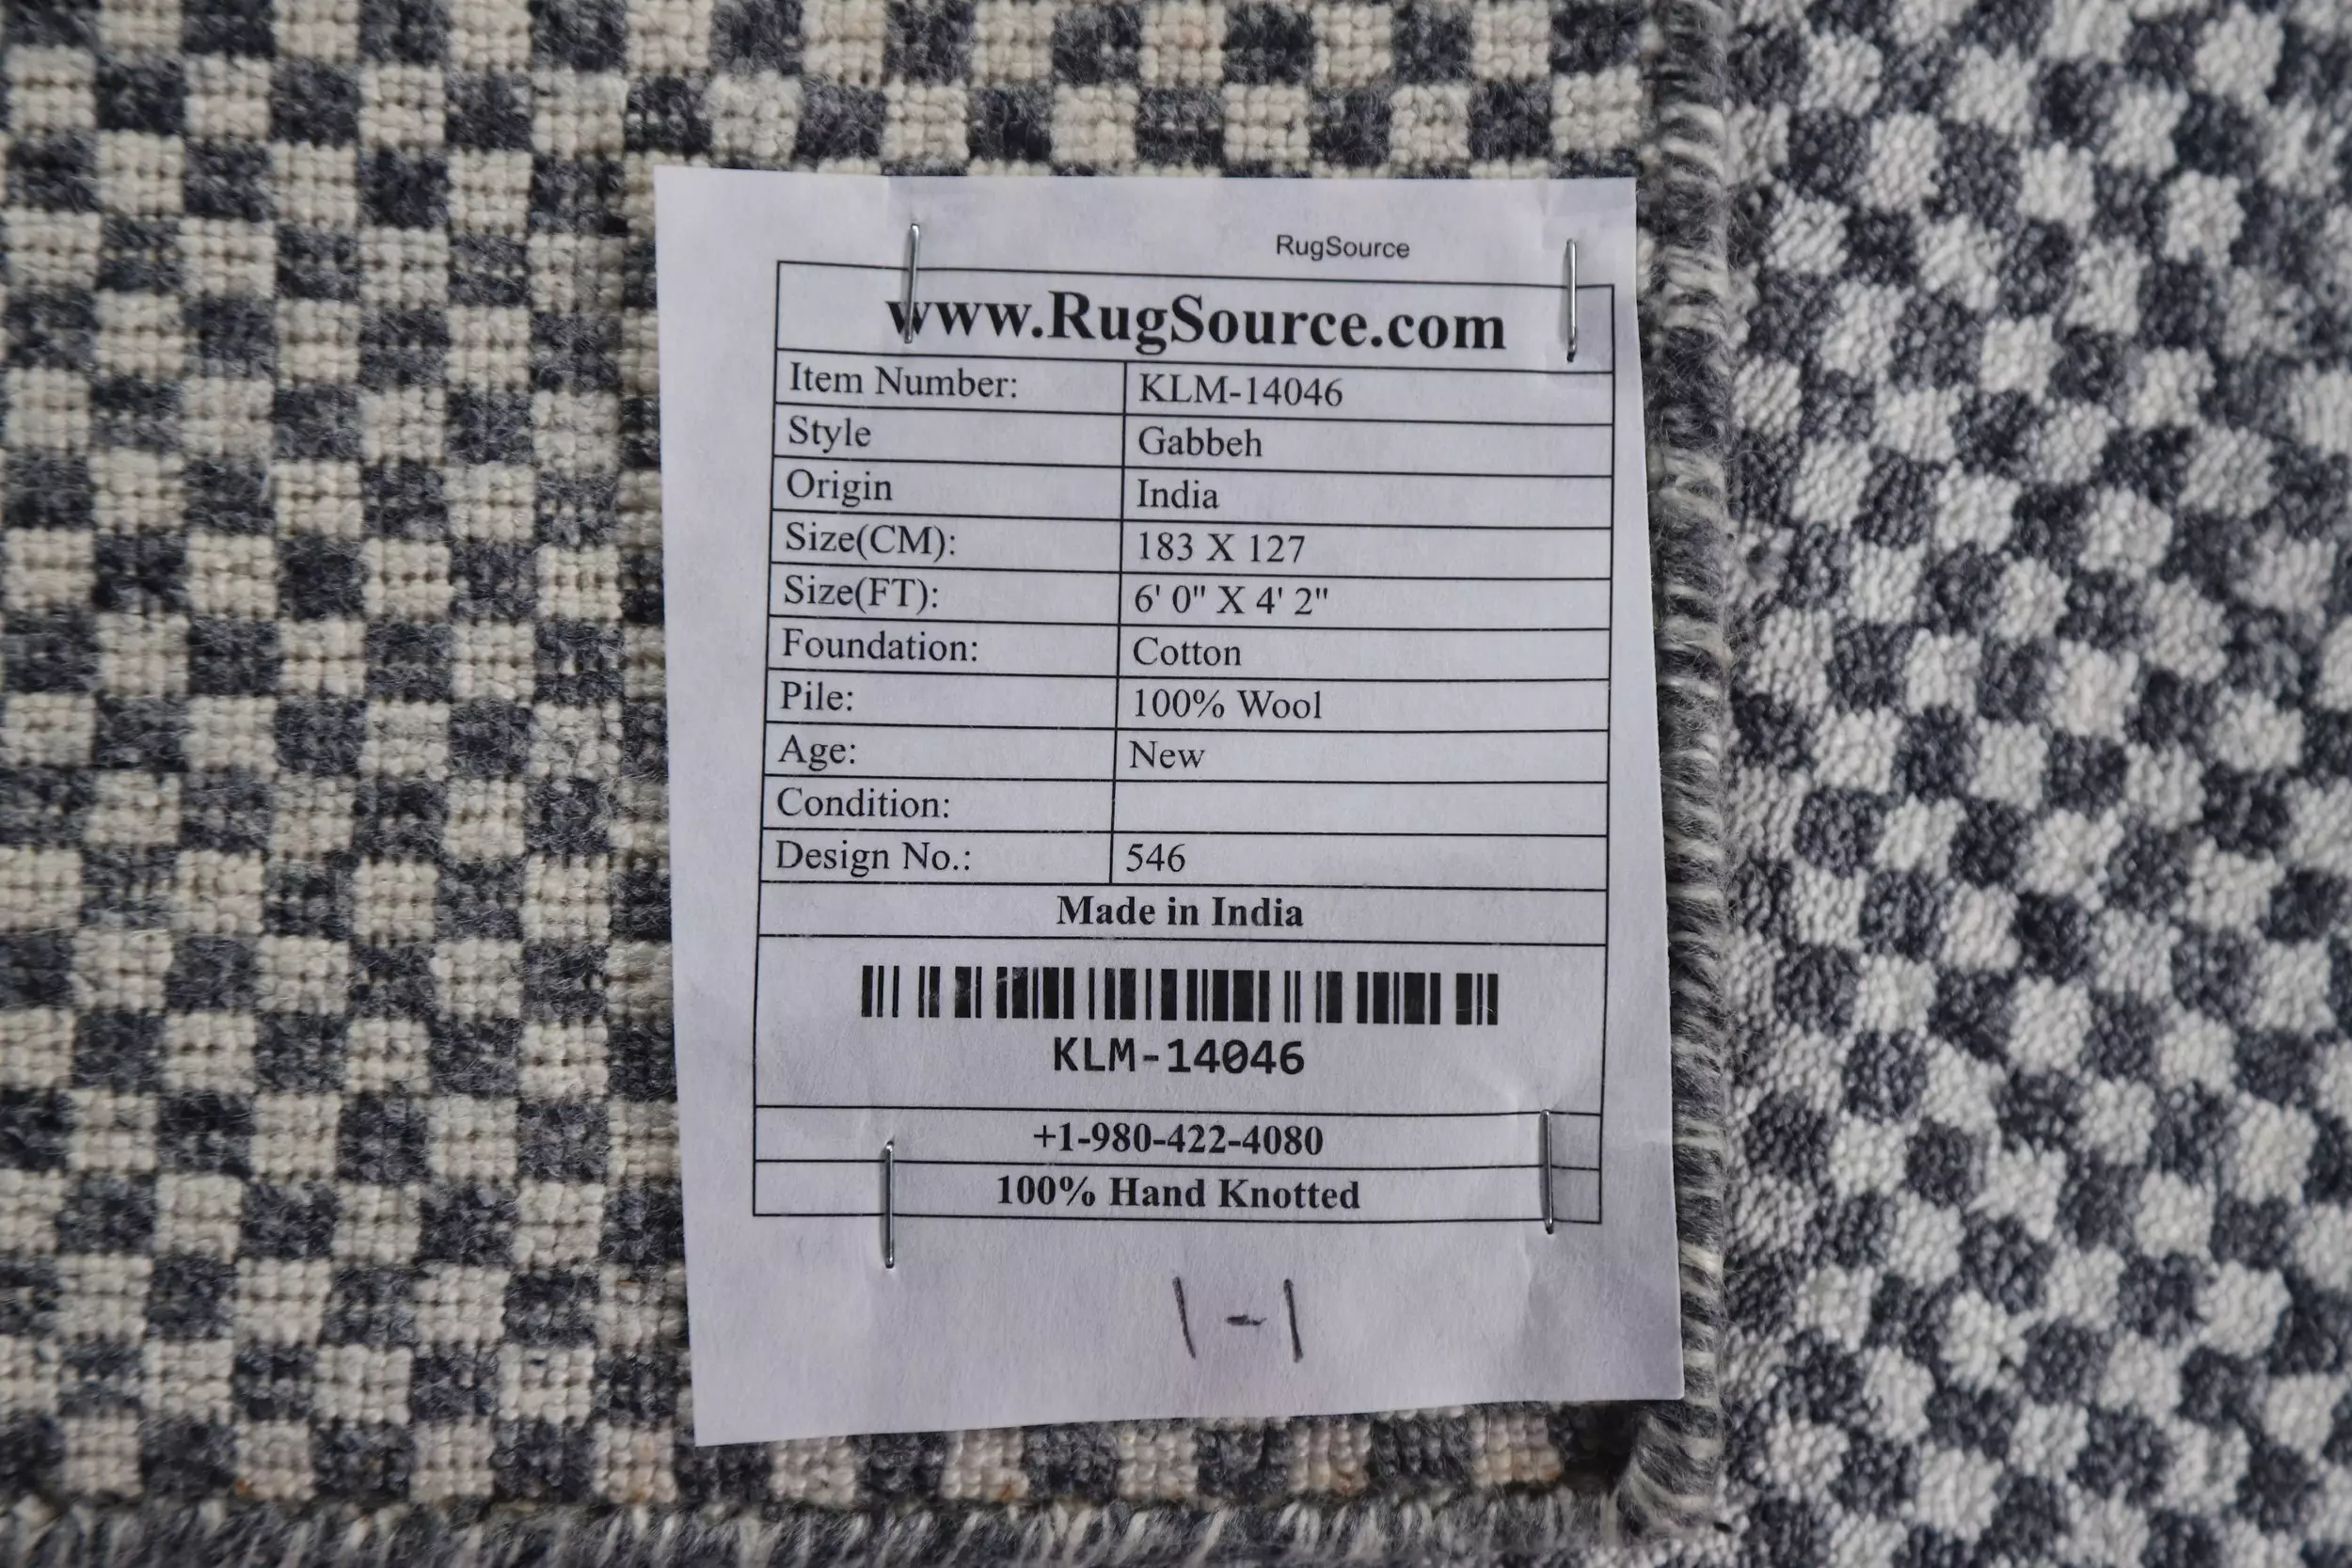 RugSource
www.RugSource.com
Item Number: KLM-14046
Style Gabbeh
Origin India
Size(CM): 183 X 127
Size(FT): 6' 0" X 4' 2"
Foundation: Cotton
Pile: 100% Wool
Age: New
Condition:
Design No.: 546
Made in India
KLM-14046
+1-980-422-4080
100% Hand Knotted
1-1